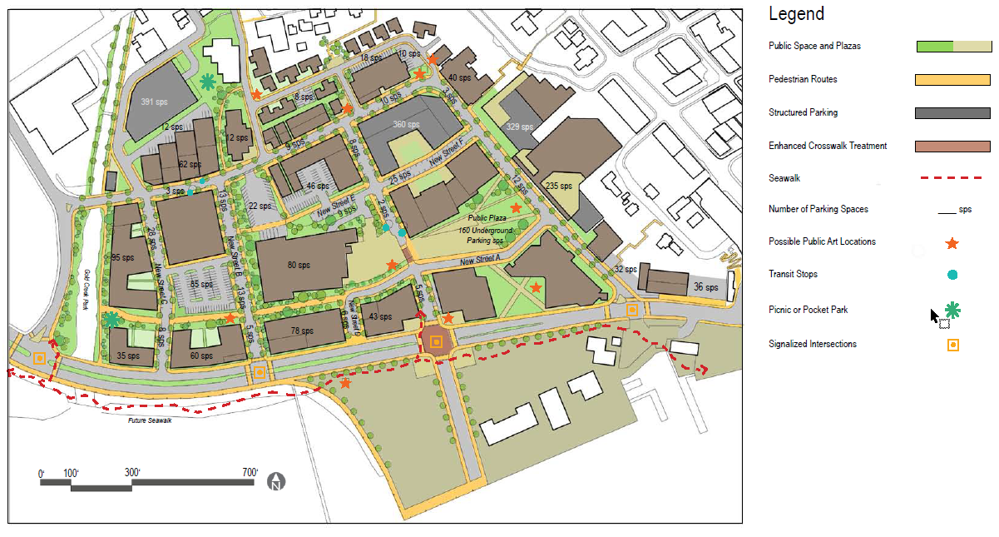 Legend
Public Space and Plazas
Pedestrian Routes
Structured Parking
Enhanced Crosswalk Treatment
Seawalk
Number of Parking Spaces
sps
Possible Public Art Locations
Transit Stops
Picnic or Pocket Park
Signalized Intersections
18 sps
10 sps
40 sps
391 sps
8 sps
10 sps
3 sps
12 sps
12 sps
360 sps
329 sps
9 sps
8 sps
New Street F
62 sps
25 sps
12 sps
3 sps
13 sps
46 sps
235 sps
22 sps
New Street E
9 sps
2 sps
Public Plaza
160 Underground
Parking sps
28 sps
95 sps
New Street B
80 sps
New Street A
32 sps
36 sps
Gold Creek Park
New Street C
85 sps
13 sps
5 sps
43 sps
New Street D
6 sps
78 sps
8 sps
5 sps
35 sps
60 sps
Future Seawalk
0' 100' 300' 700'
N